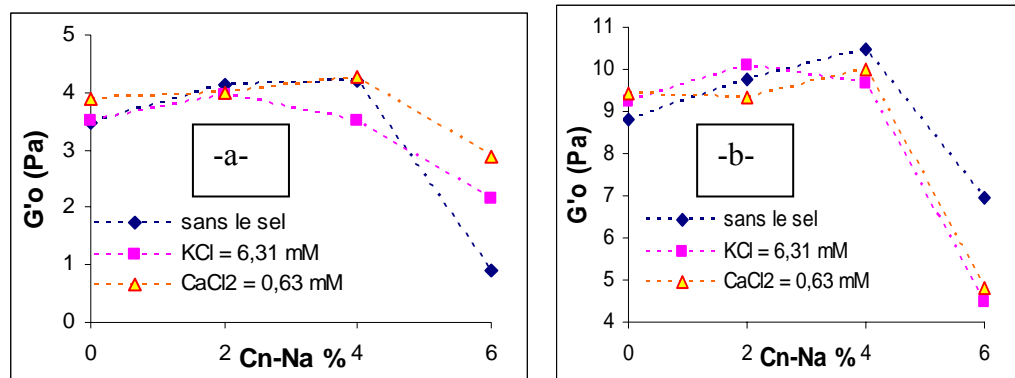 5
4
3
2
1
0
G'o (Pa)
-a-
sans le sel
KCl = 6,31 mM
CaCl2 = 0,63 mM
0 2 4 6
Cn-Na %
11
10
9
8
7
6
5
4
G'o (Pa)
-b-
sans le sel
KCl = 6,31 mM
CaCl2 = 0,63 mM
0 2 4 6
Cn-Na %